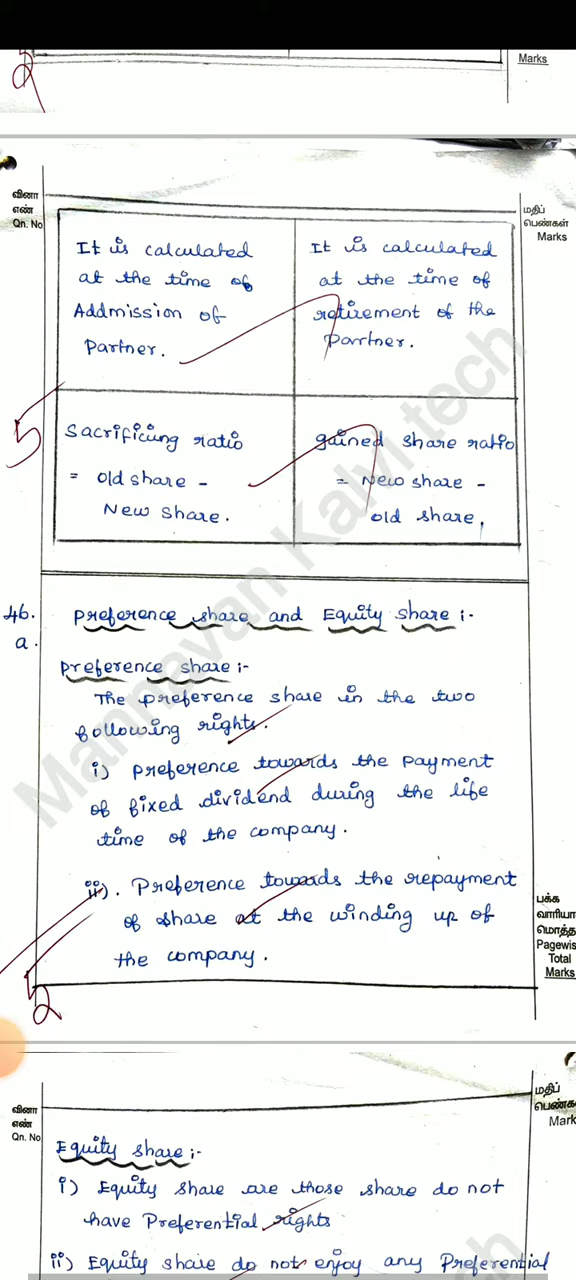 Marks
2
வினா
எண்
Qn. No
மதிப்
பெண்கள்
Marks
It is calculated
at the time of
Addmission of
Partner.
It is calculated
at the time of
retirement of the
Partner.
5
Sacrificing ratio
= old share -
New share.
gained share ratio
= New share -
old share.
46.
a.
Preference share and Equity share :-
Preference share :-
The preference share in the two
following rights.
i) Preference towards the payment
of fixed dividend during the life
time of the company.
ii). Preference towards the repayment
of share at the winding up of
the company.
பக்க
வாரியா
மொத்த
Pagewis
Total
Marks
Mannavan Kalvi tech
வினா
எண்
Qn. No
மதிப்
பெண்க
Mark
Equity share :-
i) Equity share are those share do not
have Preferential rights
ii) Equity share do not enjoy any Preferential